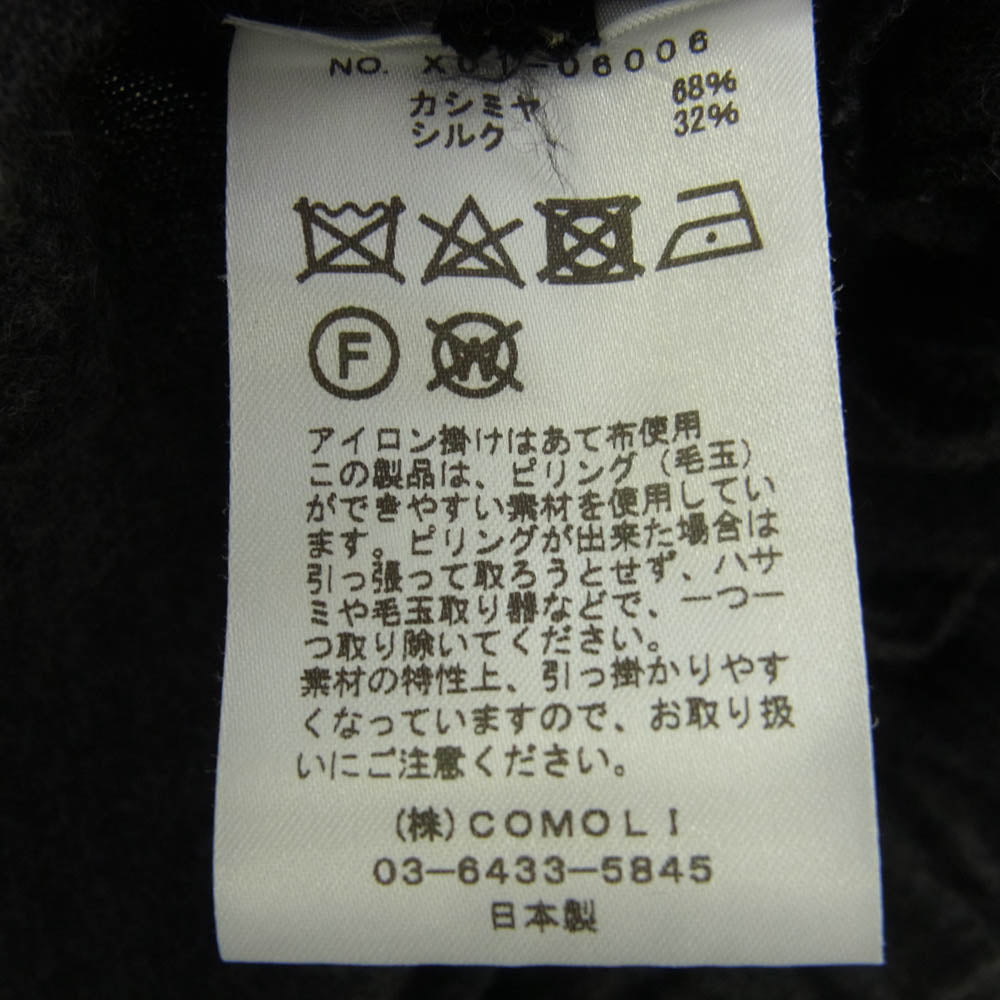 NO. X01-06006
カシミヤ 68%
シルク 32%
F
W
アイロン掛けはあて布使用
この製品は、ピリング(毛玉)
ができやすい素材を使用してい
ます。ピリングが出来た場合は
引っ張って取ろうとせず、ハサ
ミや毛玉取り器などで、一つ一
つ取り除いてください。
素材の特性上、引っ掛かりやす
くなっていますので、お取り扱
いにご注意ください。
(株)COMOLI
03-6433-5845
日本製